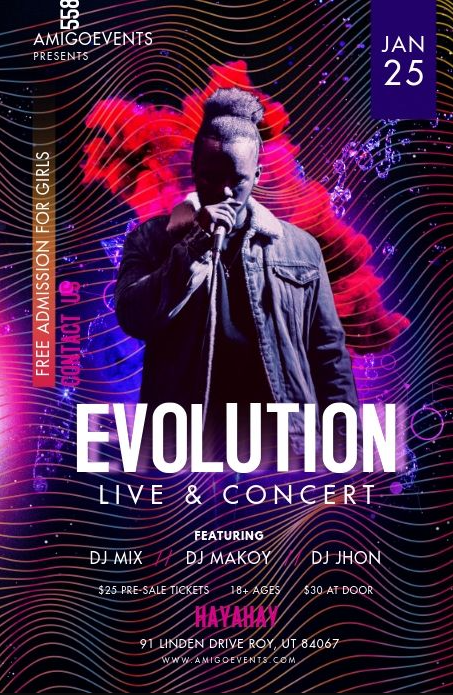 558
AMIGOEVENTS
PRESENTS
JAN
25
FREE ADMISSION FOR GIRLS
CONTACT US
EVOLUTION
LIVE & CONCERT
FEATURING
DJ MIX // DJ MAKOY // DJ JHON
$25 PRE-SALE TICKETS 18+ AGES $30 AT DOOR
HAYAHAY
91 LINDEN DRIVE ROY, UT 84067
WWW.AMIGOEVENTS.COM